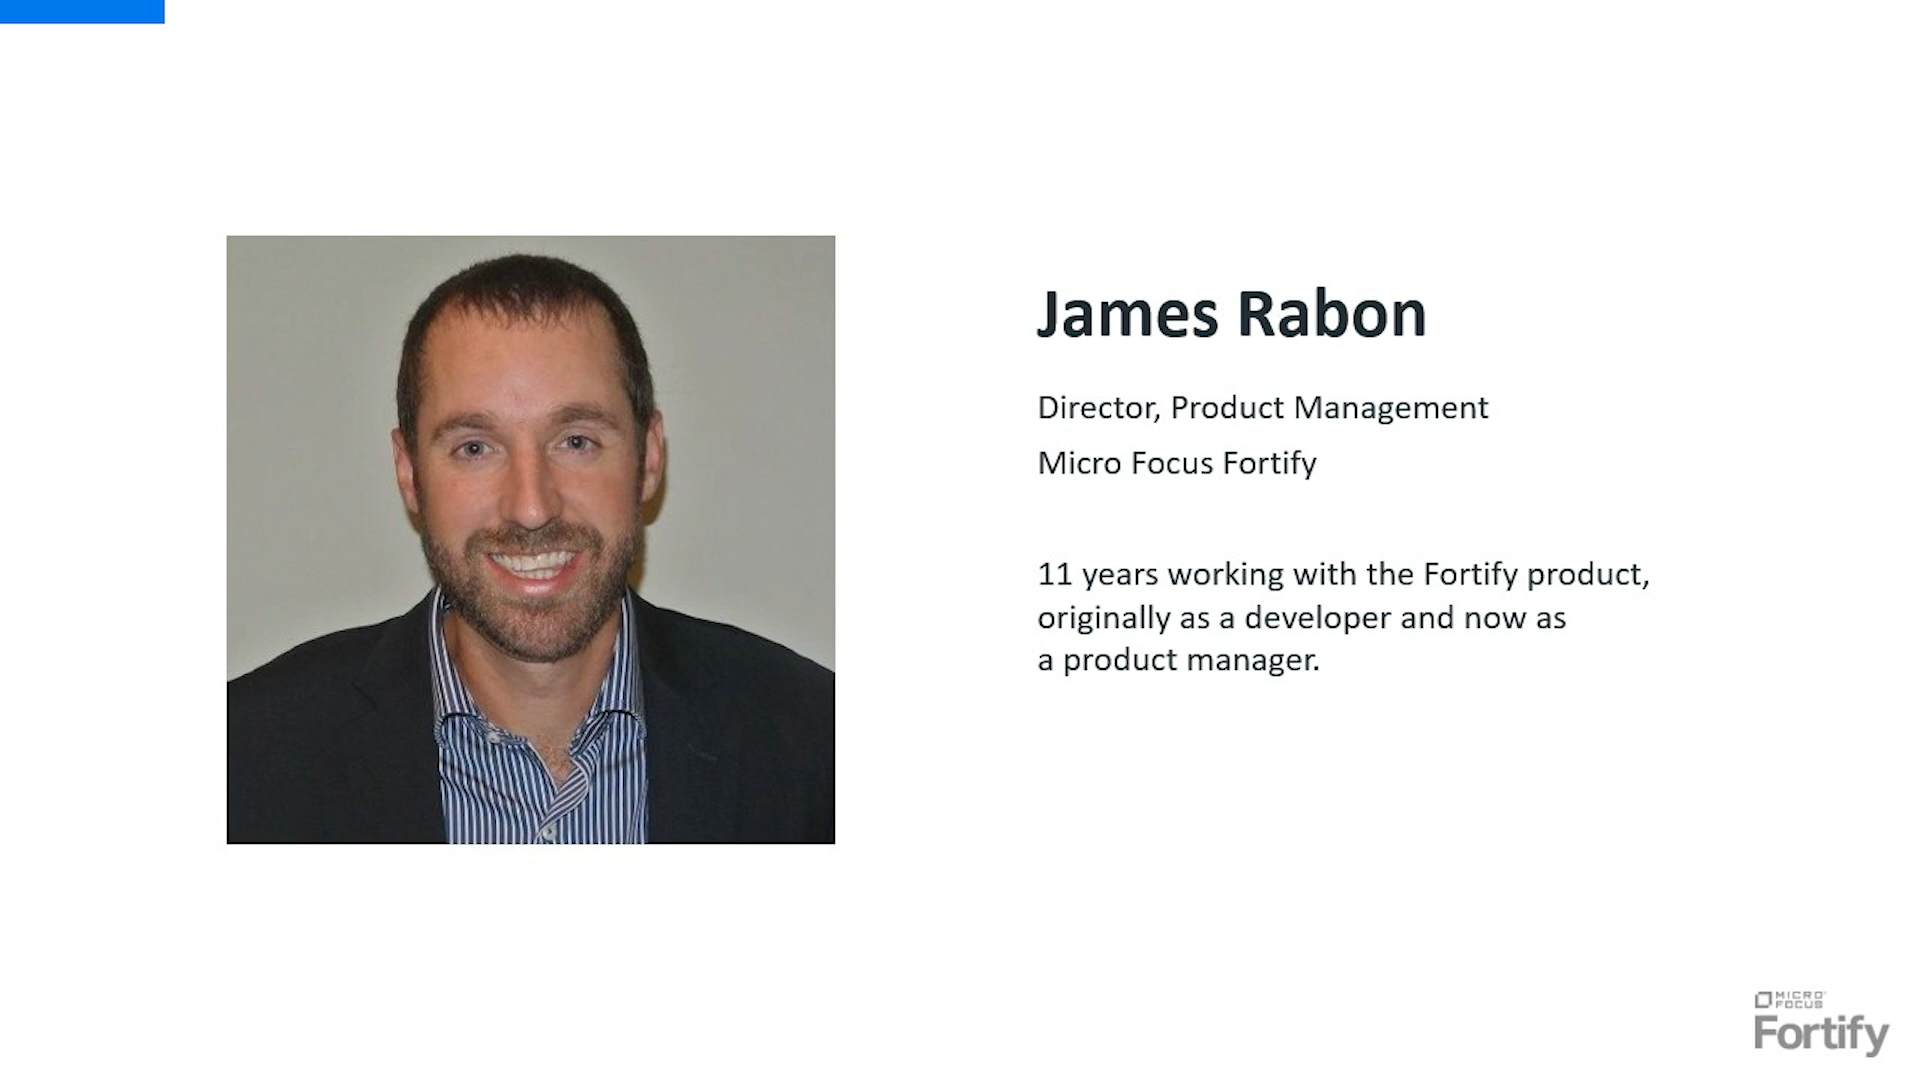 James Rabon
Director, Product Management
Micro Focus Fortify
11 years working with the Fortify product,
originally as a developer and now as
a product manager.
MICRO
FOCUS
Fortify